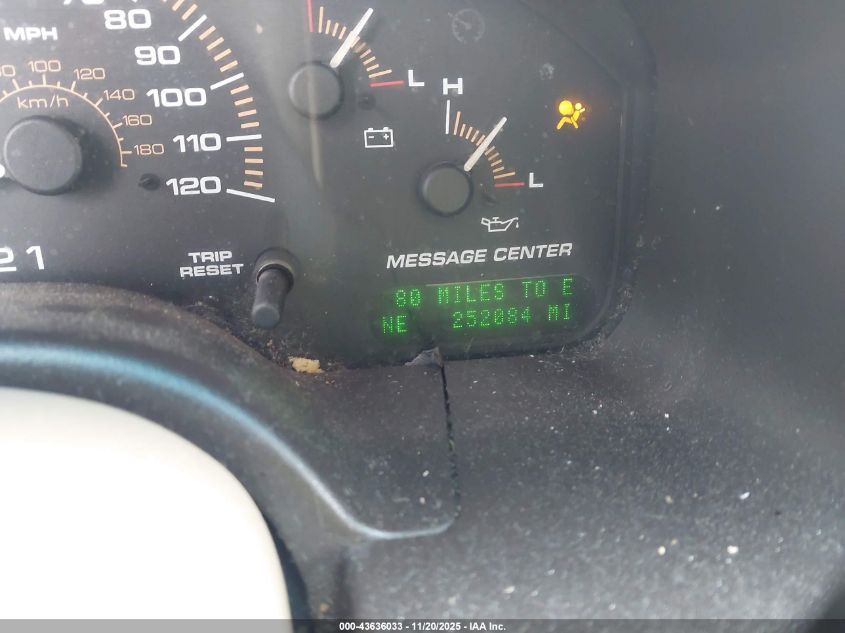 80
MPH
90
100
120
L
H
km/h
100
140
160
110
180
120
L
21
TRIP
RESET
MESSAGE CENTER
80 MILES TO E
NE 252084 MI
000-43636033 - 11/20/2025 - IAA Inc.